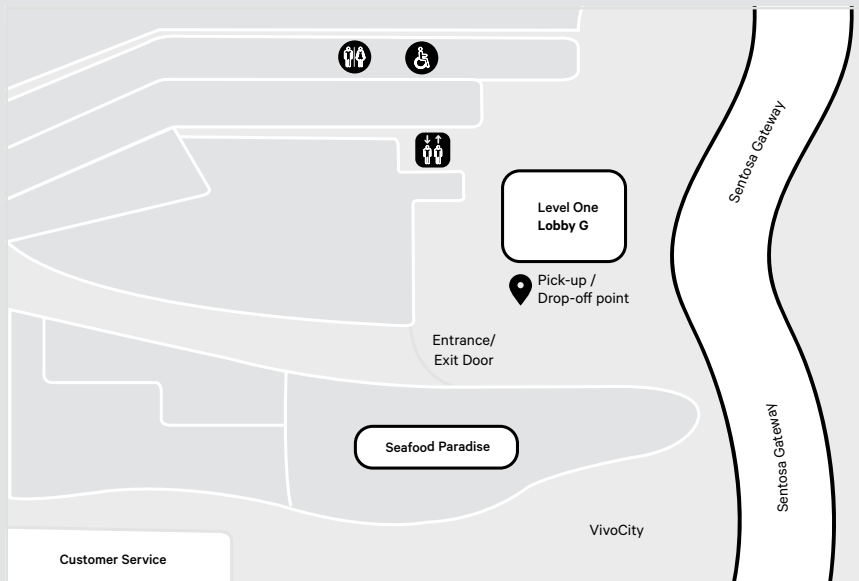 Sentosa Gateway
Level One
Lobby G
Pick-up /
Drop-off point
Entrance/
Exit Door
Sentosa Gateway
Seafood Paradise
VivoCity
Customer Service